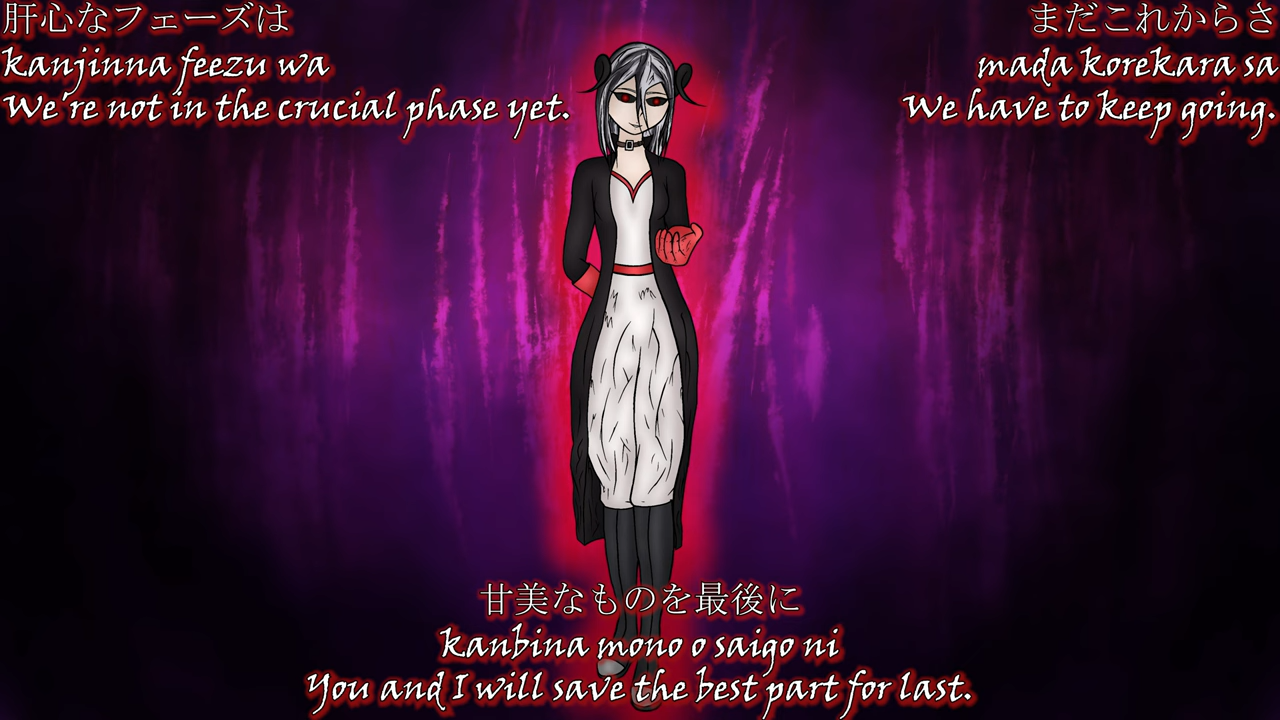 肝心なフェーズは
kanjinna feezu wa
We're not in the crucial phase yet.
まだこれからさ
mada korekara sa
We have to keep going.
甘美なものを最後に
kanbina mono o saigo ni
You and I will save the best part for last.